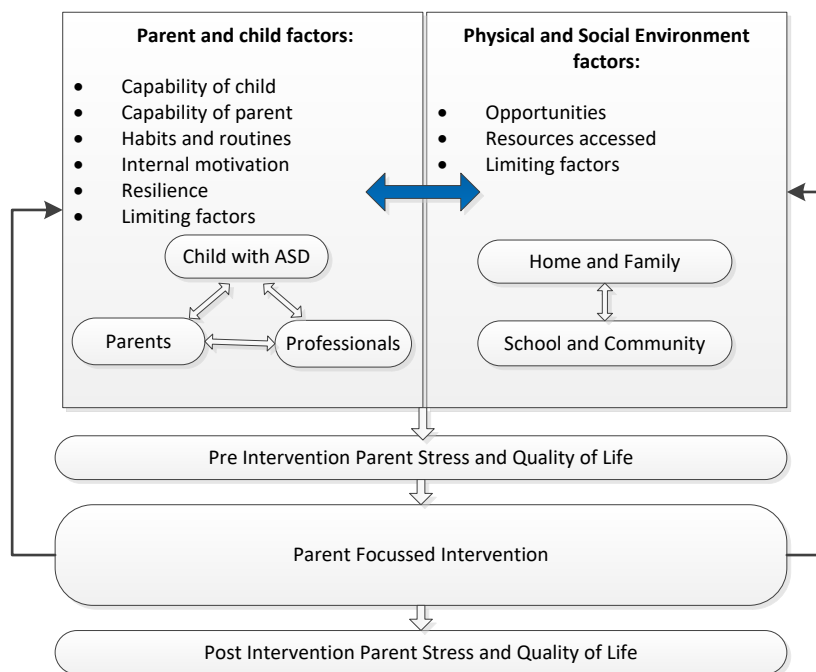 Parent and child factors:
• Capability of child
• Capability of parent
• Habits and routines
• Internal motivation
• Resilience
• Limiting factors
Child with ASD
Parents
Professionals
Physical and Social Environment
factors:
• Opportunities
• Resources accessed
• Limiting factors
Home and Family
School and Community
Pre Intervention Parent Stress and Quality of Life
Parent Focussed Intervention
Post Intervention Parent Stress and Quality of Life